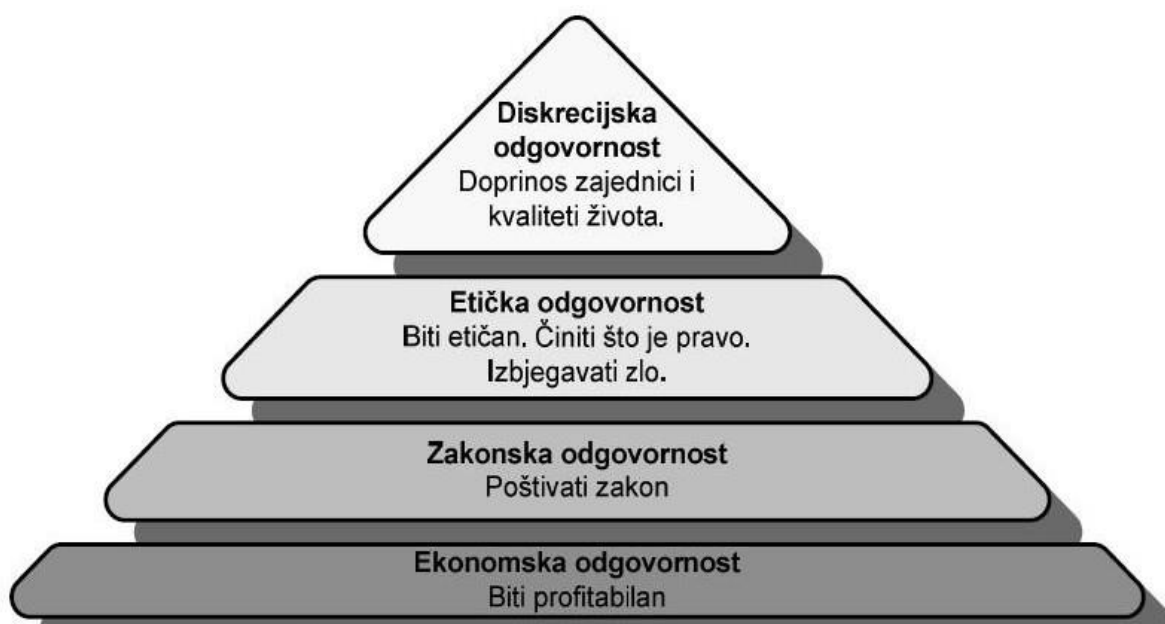 Diskrecijska
odgovornost
Doprinos zajednici i
kvaliteti života.
Etička odgovornost
Biti etičan. Činiti što je pravo.
Izbjegavati zlo.
Zakonska odgovornost
Poštivati zakon
Ekonomska odgovornost
Biti profitabilan